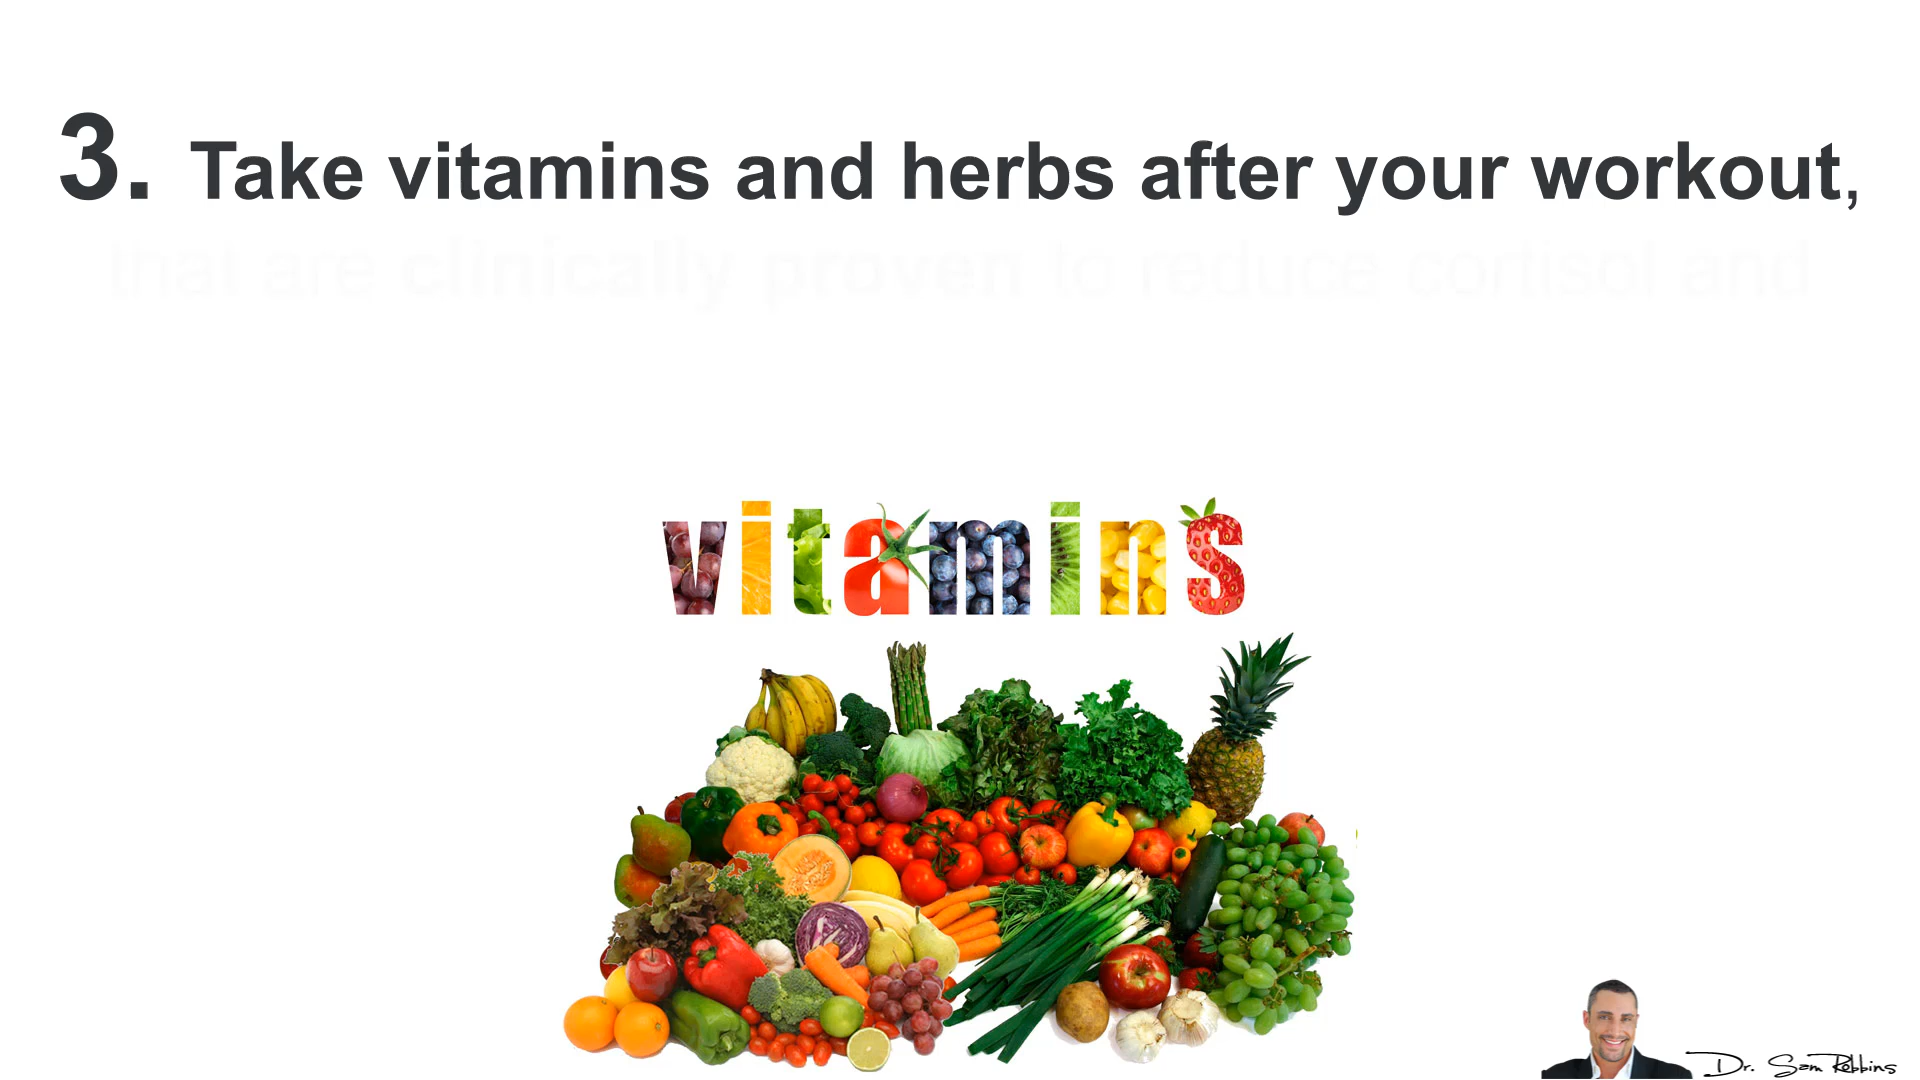 3. Take vitamins and herbs after your workout,
that are clinically proven to reduce cortisol and
vitamins
Dr. Sam Robbins